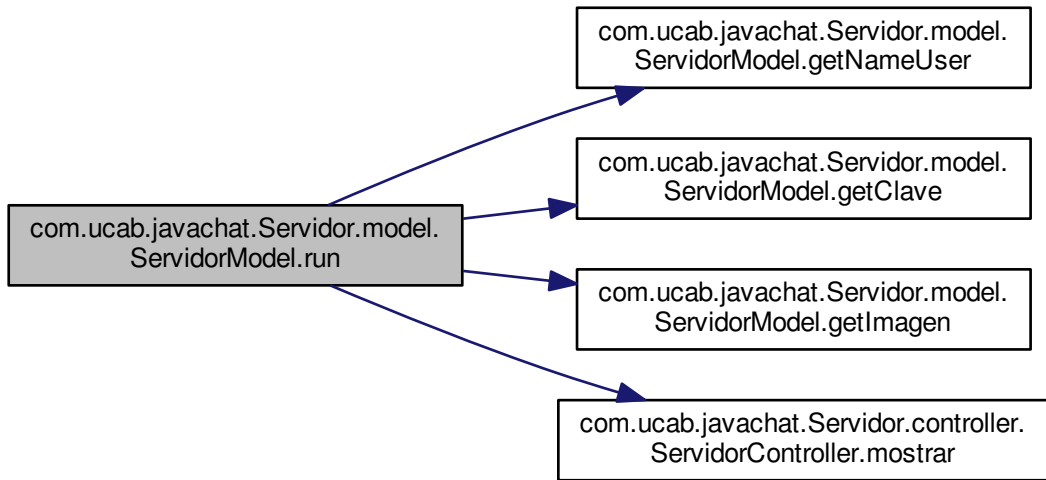 com.ucab.javachat.Servidor.model.
ServidorModel.getNameUser
com.ucab.javachat.Servidor.model.
ServidorModel.getClave
com.ucab.javachat.Servidor.model.
ServidorModel.run
com.ucab.javachat.Servidor.model.
ServidorModel.getImagen
com.ucab.javachat.Servidor.controller.
ServidorController.mostrar